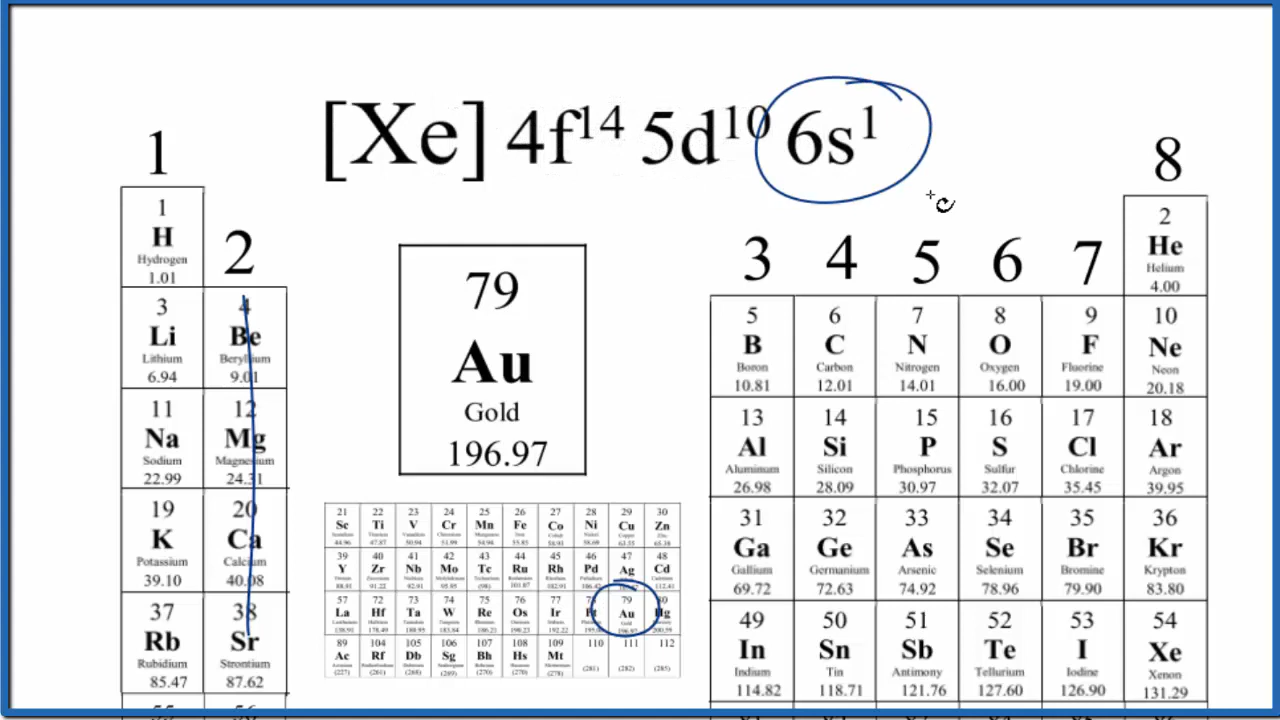 [Xe] 4f¹⁴ 5d¹⁰ 6s¹
1
8
2
3 4 5 6 7
1
H
Hydrogen
1.01
2
He
Helium
4.00
3 4
Li Be
Lithium Beryllium
6.94 9.01
79
Au
Gold
196.97
5 6 7 8 9 10
B C N O F Ne
Boron Carbon Nitrogen Oxygen Fluorine Neon
10.81 12.01 14.01 16.00 19.00 20.18
11 12
Na Mg
Sodium Magnesium
22.99 24.31
13 14 15 16 17 18
Al Si P S Cl Ar
Aluminum Silicon Phosphorus Sulfur Chlorine Argon
26.98 28.09 30.97 32.07 35.45 39.95
19 20
K Ca
Potassium Calcium
39.10 40.08
31 32 33 34 35 36
Ga Ge As Se Br Kr
Gallium Germanium Arsenic Selenium Bromine Krypton
69.72 72.63 74.92 78.96 79.90 83.80
37 38
Rb Sr
Rubidium Strontium
85.47 87.62
49 50 51 52 53 54
In Sn Sb Te I Xe
Indium Tin Antimony Tellurium Iodine Xenon
114.82 118.71 121.76 127.60 126.90 131.29
21 22 23 24 25 26 27 28 29 30
Sc Ti V Cr Mn Fe Co Ni Cu Zn
39 40 41 42 43 44 45 46 47 48
Y Zr Nb Mo Tc Ru Rh Pd Ag Cd
57 72 73 74 75 76 77 78 79 80
La Hf Ta W Re Os Ir Pt Au Hg
89 104 105 106 107 108 109 110 111 112
Ac Rf Db Sg Bh Hs Mt
(227) (261) (268) (269) (270) (270) (278) (281) (282) (285)